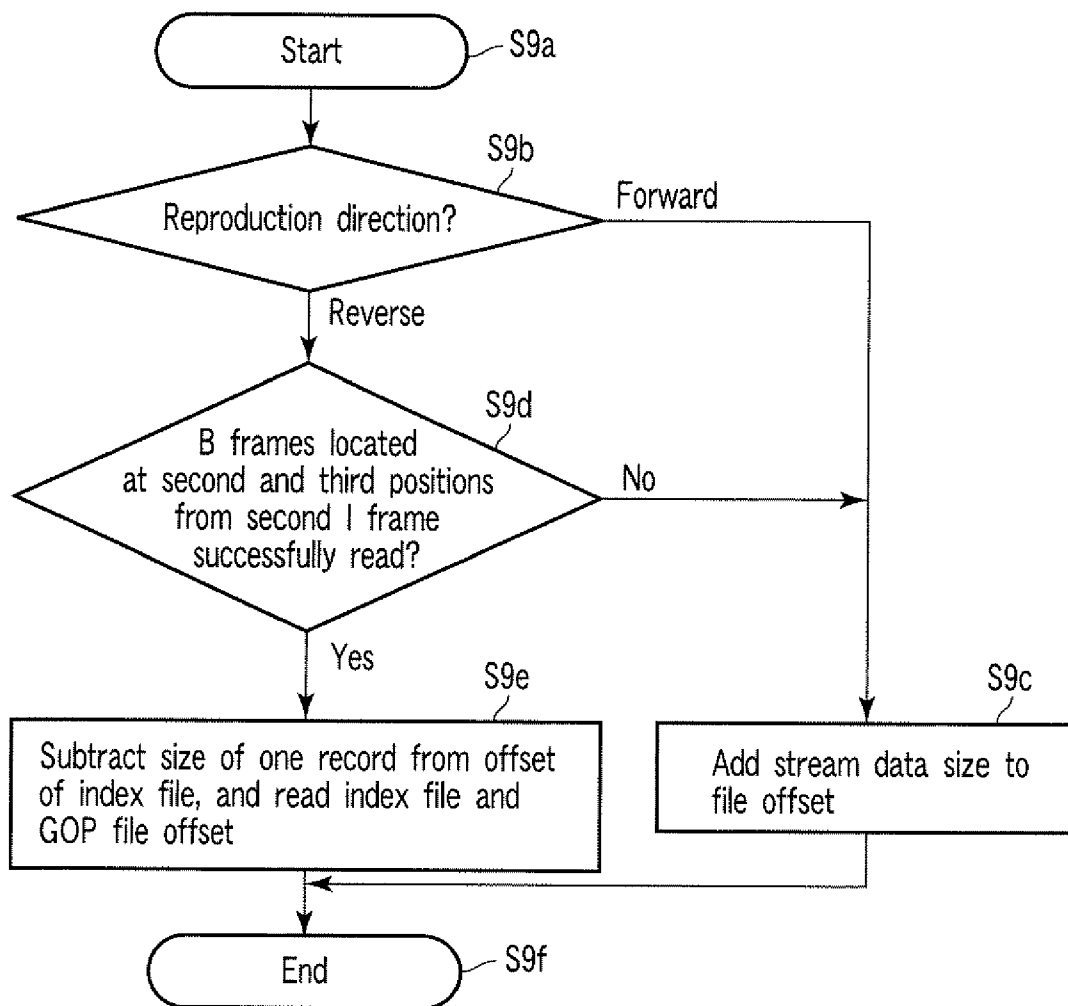 Start
S9a
S9b
Reproduction direction?
Forward
Reverse
S9d
B frames located
at second and third positions
from second I frame
successfully read?
No
Yes
S9e
Subtract size of one record from offset
of index file, and read index file and
GOP file offset
S9c
Add stream data size to
file offset
End
S9f